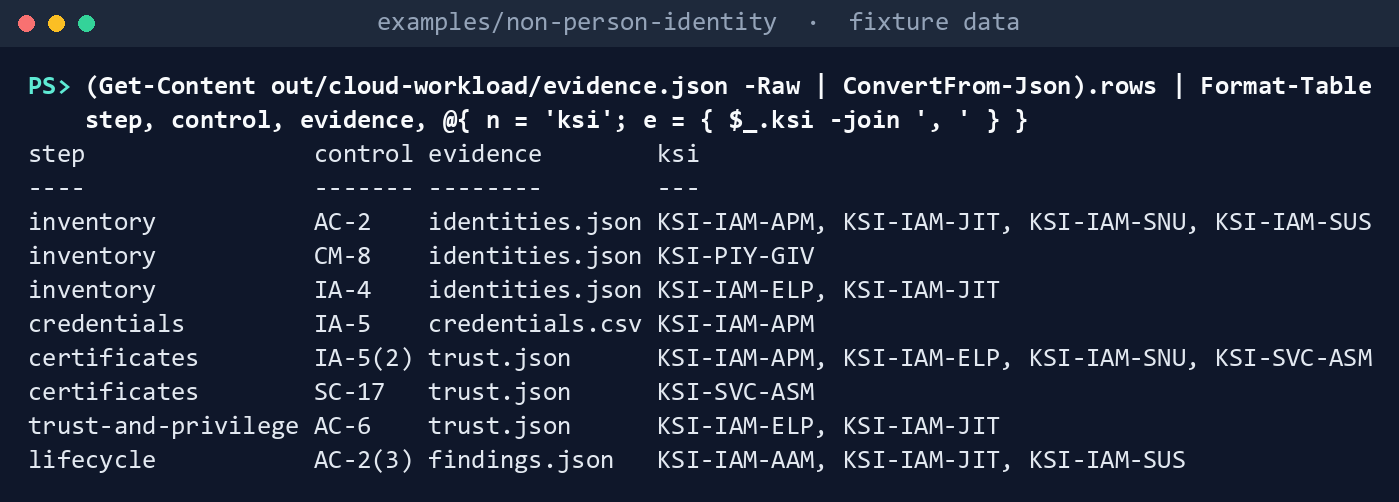 examples/non-person-identity · fixture data
PS> (Get-Content out/cloud-workload/evidence.json -Raw | ConvertFrom-Json).rows | Format-Table
step, control, evidence, @{ n = 'ksi'; e = { $_.ksi -join ', ' } }
step control evidence ksi
---- ------- -------- ---
inventory AC-2 identities.json KSI-IAM-APM, KSI-IAM-JIT, KSI-IAM-SNU, KSI-IAM-SUS
inventory CM-8 identities.json KSI-PIY-GIV
inventory IA-4 identities.json KSI-IAM-ELP, KSI-IAM-JIT
credentials IA-5 credentials.csv KSI-IAM-APM
certificates IA-5(2) trust.json KSI-IAM-APM, KSI-IAM-ELP, KSI-IAM-SNU, KSI-SVC-ASM
certificates SC-17 trust.json KSI-SVC-ASM
trust-and-privilege AC-6 trust.json KSI-IAM-ELP, KSI-IAM-JIT
lifecycle AC-2(3) findings.json KSI-IAM-AAM, KSI-IAM-JIT, KSI-IAM-SUS